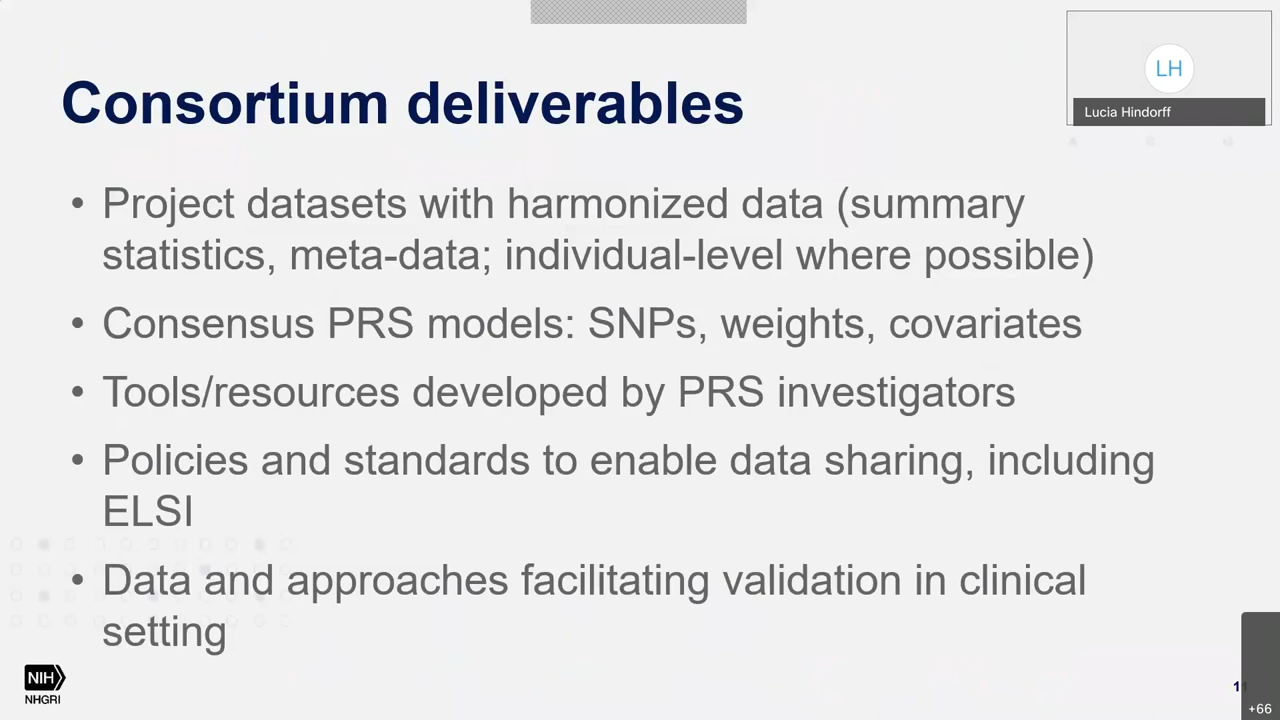 Consortium deliverables
LH
Lucia Hindorff
• Project datasets with harmonized data (summary
statistics, meta-data; individual-level where possible)
• Consensus PRS models: SNPs, weights, covariates
• Tools/resources developed by PRS investigators
• Policies and standards to enable data sharing, including
ELSI
• Data and approaches facilitating validation in clinical
setting
NIH
NHGRI
+66